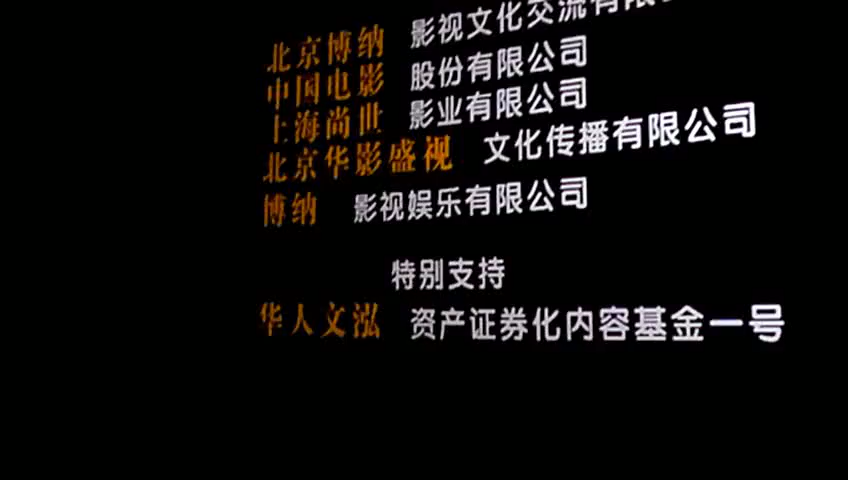 北京博纳 影视文化交流有限公
中国电影 股份有限公司
上海尚世 影业有限公司
北京华影盛视 文化传播有限公司
博纳 影视娱乐有限公司
特别支持
华人文泓 资产证券化内容基金一号